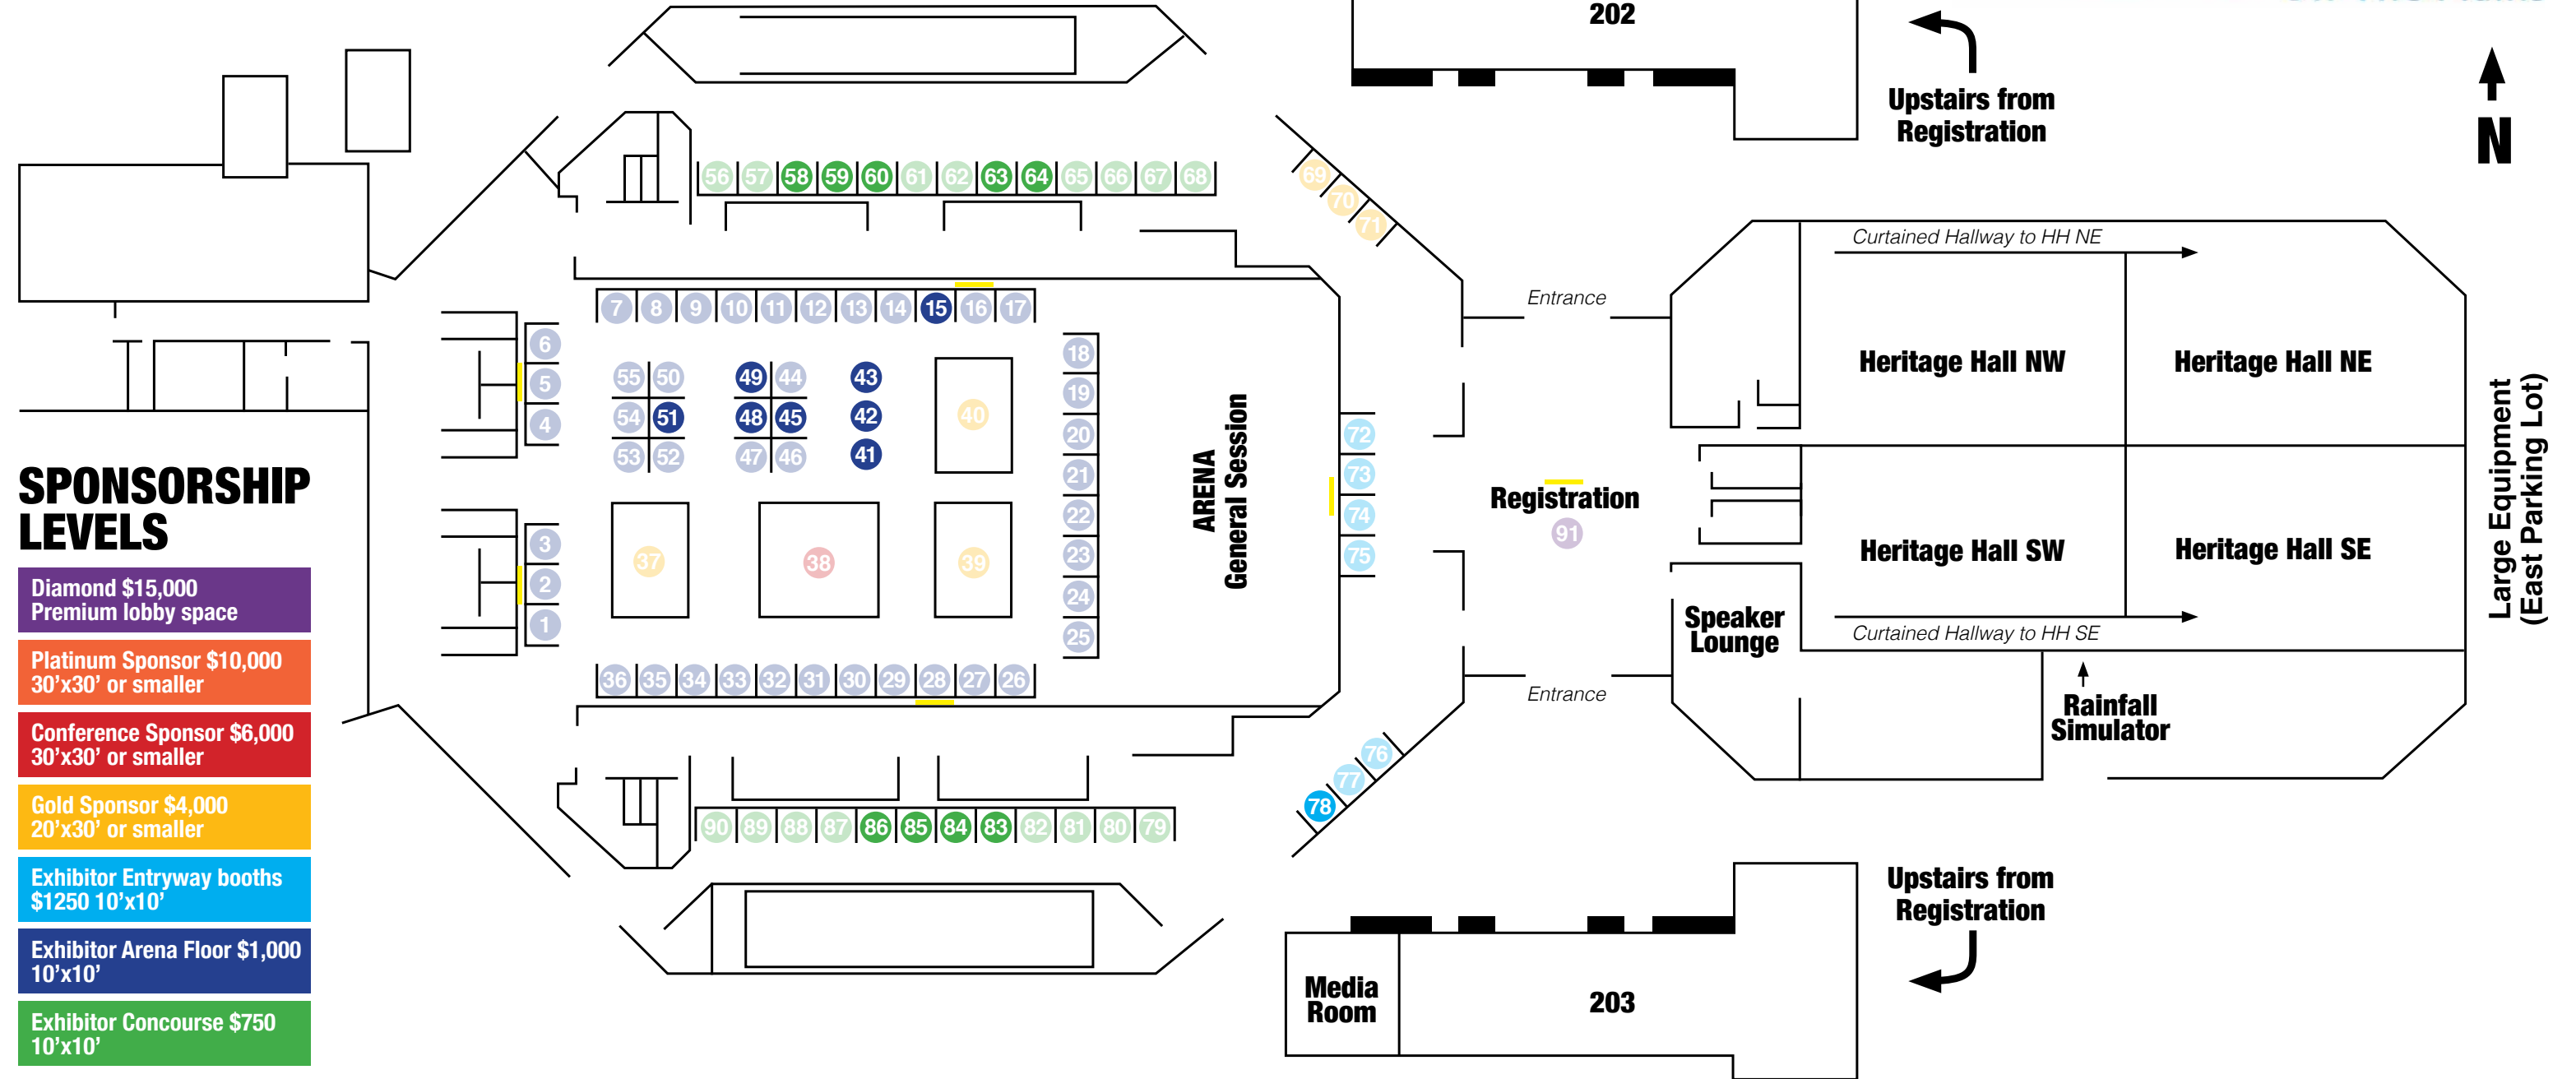 202
Upstairs from
Registration
N
56 57 58 59 60 61 62 63 64 65 66 67 68
69
70
71
Curtained Hallway to HH NE
Entrance
7 8 9 10 11 12 13 14 15 16 17
6
5
4
55 50
54 51
53 52
49 44
48 45
47 46
43
42
41
40
18
19
20
21
22
23
24
25
ARENA
General Session
72
73
74
75
Heritage Hall NW
Heritage Hall NE
Large Equipment
(East Parking Lot)
Registration
91
3
2
1
37
38
39
Heritage Hall SW
Heritage Hall SE
Speaker
Lounge
Curtained Hallway to HH SE
36 35 34 33 32 31 30 29 28 27 26
Entrance
Rainfall
Simulator
76
77
78
90 89 88 87 86 85 84 83 82 81 80 79
Upstairs from
Registration
Media
Room
203
SPONSORSHIP
LEVELS
Diamond $15,000
Premium lobby space
Platinum Sponsor $10,000
30’x30’ or smaller
Conference Sponsor $6,000
30’x30’ or smaller
Gold Sponsor $4,000
20’x30’ or smaller
Exhibitor Entryway booths
$1250 10’x10’
Exhibitor Arena Floor $1,000
10’x10’
Exhibitor Concourse $750
10’x10’